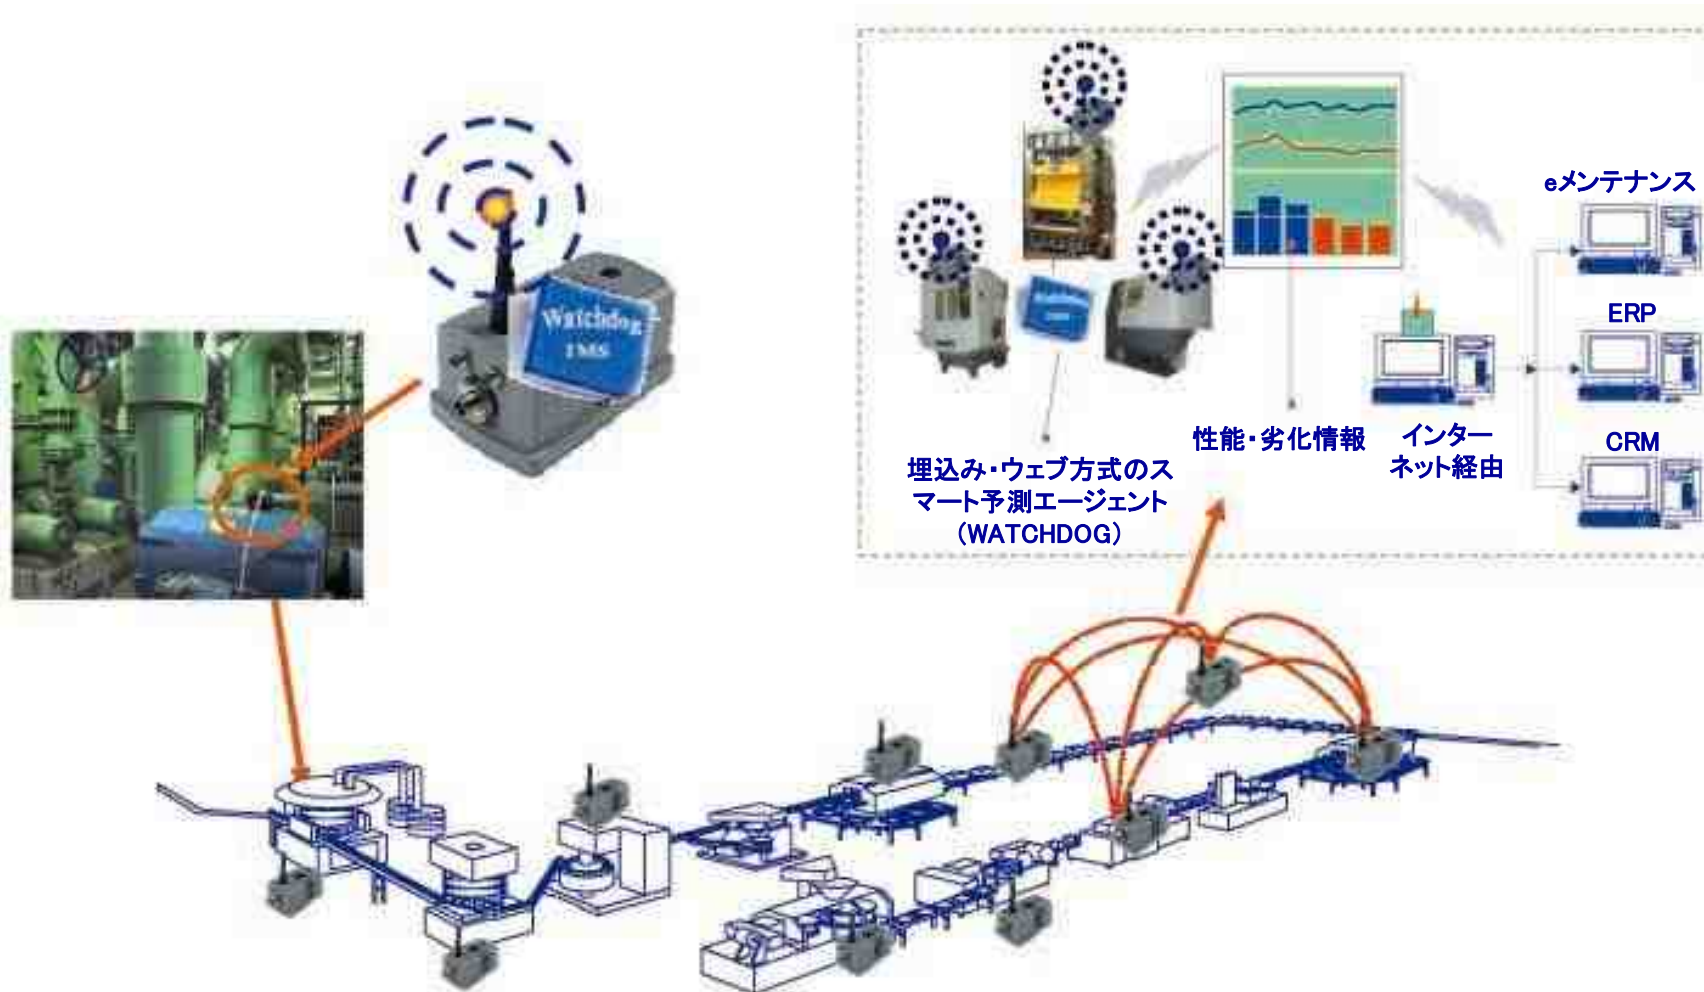 Watchdog
IMS
eメンテナンス
ERP
CRM
インター
ネット経由
性能・劣化情報
埋込み・ウェブ方式のス
マート予測エージェント
(WATCHDOG)